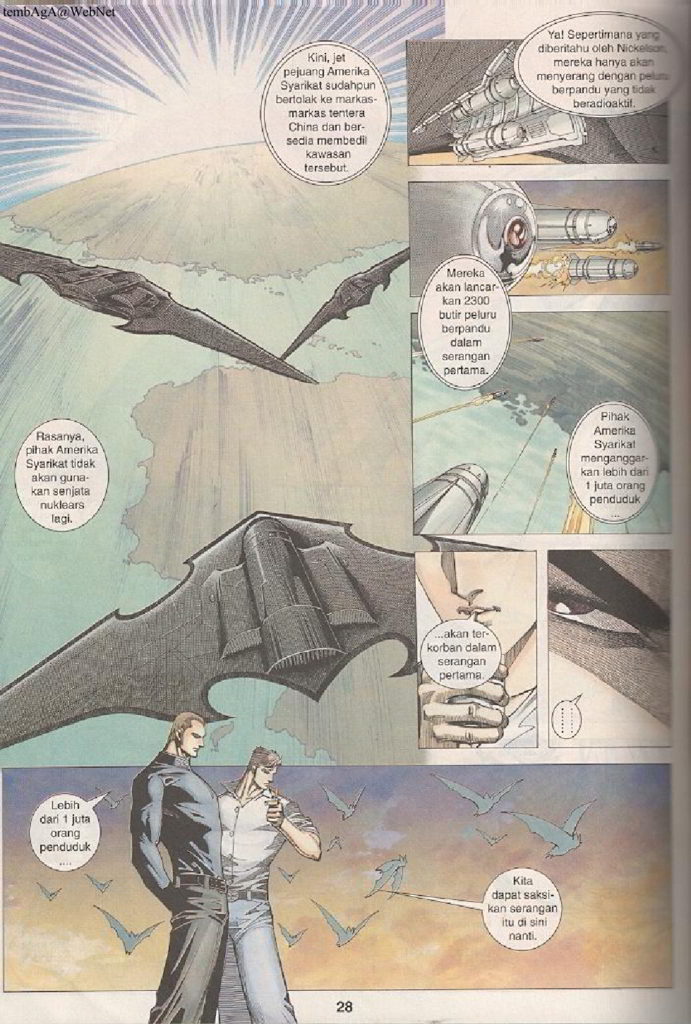 tembAgA@WebNet
Kini, jet
pejuang Amerika
Syarikat sudahpun
bertolak ke markas-
markas tentera
China dan ber-
sedia membedil
kawasan
tersebut.
Ya! Sepertimana yang
diberitahu oleh Nickelson,
mereka hanya akan
menyerang dengan peluru
berpandu yang tidak
beradioaktif.
Mereka
akan lancar-
kan 2300
butir peluru
berpandu
dalam
serangan
pertama.
Rasanya,
pihak Amerika
Syarikat tidak
akan guna-
kan senjata
nuklears
lagi.
Pihak
Amerika
Syarikat
menganggar-
kan lebih dari
1 juta orang
penduduk
...
...akan ter-
korban dalam
serangan
pertama.
Lebih
dari 1 juta
orang
penduduk
....
Kita
dapat saksi-
kan serangan
itu di sini
nanti.
28